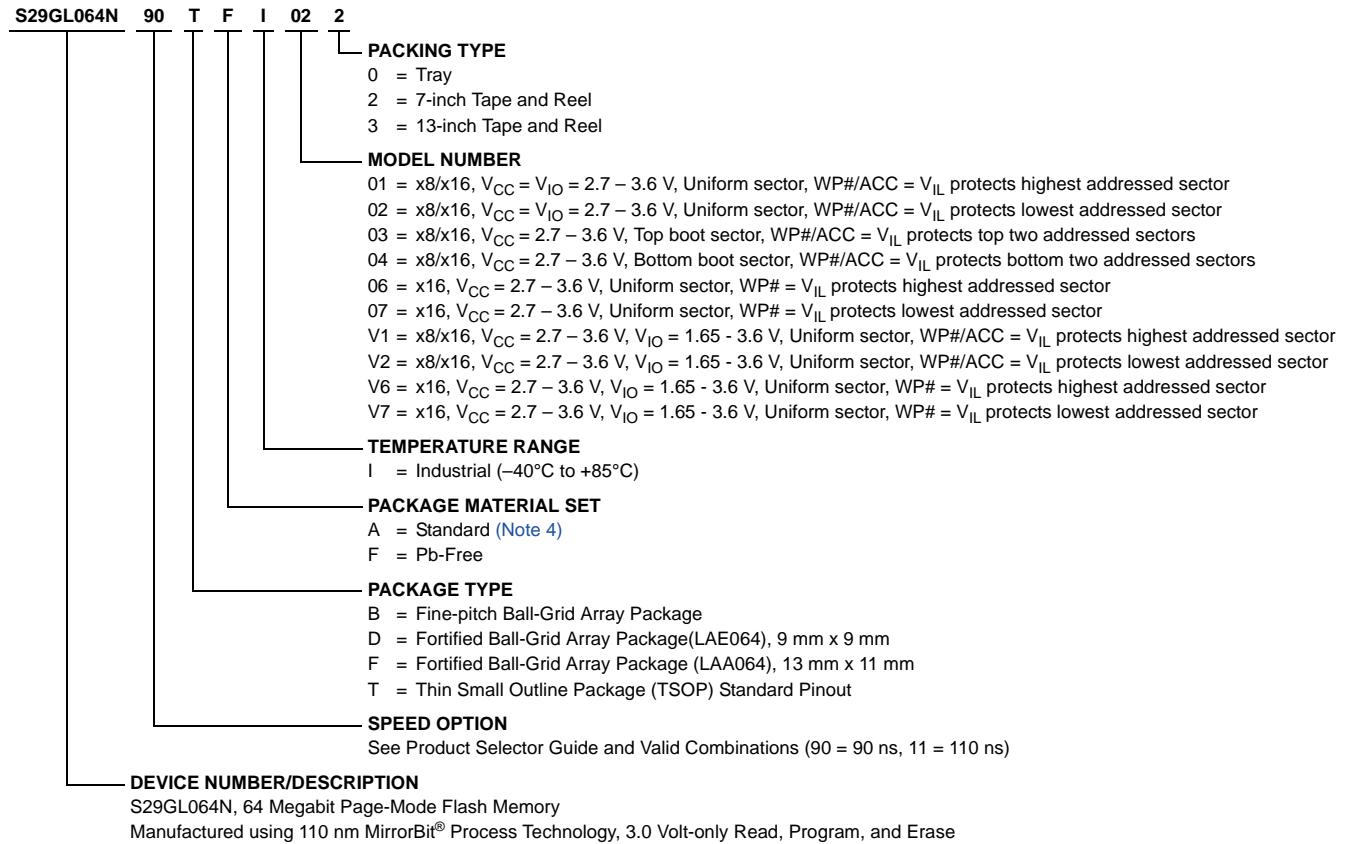 S29GL064N 90 T F I 02 2
PACKING TYPE
0 = Tray
2 = 7-inch Tape and Reel
3 = 13-inch Tape and Reel
MODEL NUMBER
01 = x8/x16, VCC = VIO = 2.7 – 3.6 V, Uniform sector, WP#/ACC = VIL protects highest addressed sector
02 = x8/x16, VCC = VIO = 2.7 – 3.6 V, Uniform sector, WP#/ACC = VIL protects lowest addressed sector
03 = x8/x16, VCC = 2.7 – 3.6 V, Top boot sector, WP#/ACC = VIL protects top two addressed sectors
04 = x8/x16, VCC = 2.7 – 3.6 V, Bottom boot sector, WP#/ACC = VIL protects bottom two addressed sectors
06 = x16, VCC = 2.7 – 3.6 V, Uniform sector, WP# = VIL protects highest addressed sector
07 = x16, VCC = 2.7 – 3.6 V, Uniform sector, WP# = VIL protects lowest addressed sector
V1 = x8/x16, VCC = 2.7 – 3.6 V, VIO = 1.65 - 3.6 V, Uniform sector, WP#/ACC = VIL protects highest addressed sector
V2 = x8/x16, VCC = 2.7 – 3.6 V, VIO = 1.65 - 3.6 V, Uniform sector, WP#/ACC = VIL protects lowest addressed sector
V6 = x16, VCC = 2.7 – 3.6 V, VIO = 1.65 - 3.6 V, Uniform sector, WP# = VIL protects highest addressed sector
V7 = x16, VCC = 2.7 – 3.6 V, VIO = 1.65 - 3.6 V, Uniform sector, WP# = VIL protects lowest addressed sector
TEMPERATURE RANGE
I = Industrial (–40°C to +85°C)
PACKAGE MATERIAL SET
A = Standard (Note 4)
F = Pb-Free
PACKAGE TYPE
B = Fine-pitch Ball-Grid Array Package
D = Fortified Ball-Grid Array Package(LAE064), 9 mm x 9 mm
F = Fortified Ball-Grid Array Package (LAA064), 13 mm x 11 mm
T = Thin Small Outline Package (TSOP) Standard Pinout
SPEED OPTION
See Product Selector Guide and Valid Combinations (90 = 90 ns, 11 = 110 ns)
DEVICE NUMBER/DESCRIPTION
S29GL064N, 64 Megabit Page-Mode Flash Memory
Manufactured using 110 nm MirrorBit® Process Technology, 3.0 Volt-only Read, Program, and Erase